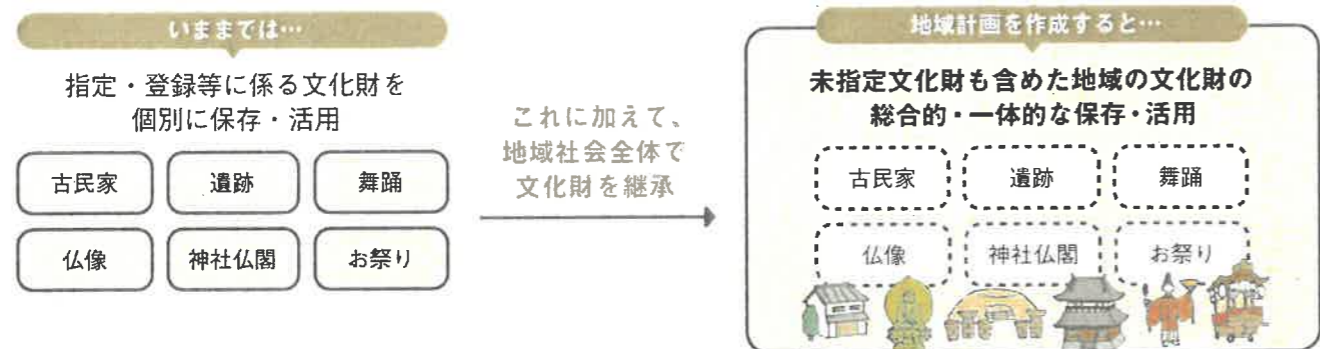 いままでは…
指定・登録等に係る文化財を
個別に保存・活用
古民家
遺跡
舞踊
仏像
神社仏閣
お祭り
これに加えて、
地域社会全体で
文化財を継承
地域計画を作成すると…
未指定文化財も含めた地域の文化財の
総合的・一体的な保存・活用
古民家
遺跡
舞踊
仏像
神社仏閣
お祭り